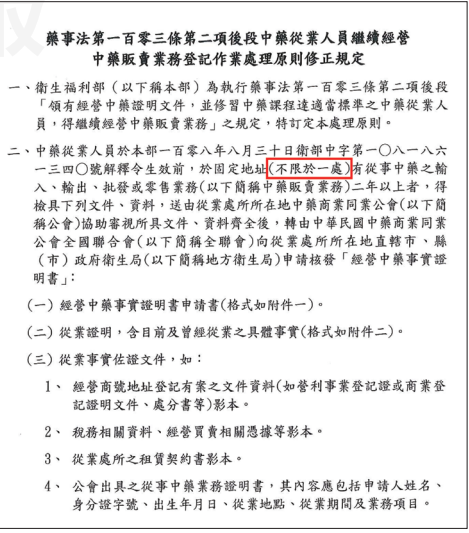 藥事法第一百零三條第二項後段中藥從業人員繼續經營
中藥販賣業務登記作業處理原則修正規定
一、衛生福利部(以下稱本部)為執行藥事法第一百零三條第二項後段
「領有經營中藥證明文件,並修習中藥課程達適當標準之中藥從業人
員,得繼續經營中藥販賣業務」之規定,特訂定本處理原則。
二、中藥從業人員於本部一百零八年八月三十日衛部中字第一〇八一八六
一三四〇號解釋令生效前,於固定地址(不限於一處)有從事中藥之輸
入、輸出、批發或零售業務(以下簡稱中藥販賣業務)二年以上者,得
檢具下列文件、資料,送由從業處所所在地中藥商業同業公會(以下簡
稱公會)協助審視所具文件、資料齊全後,轉由中華民國中藥商業同業
公會全國聯合會(以下簡稱全聯會)向從業處所所在地直轄市、縣
(市)政府衛生局(以下簡稱地方衛生局)申請核發「經營中藥事實證
明書」:
(一)經營中藥事實證明書申請書(格式如附件一)。
(二)從業證明,含目前及曾經從業之具體事實(格式如附件二)。
(三)從業事實佐證文件,如:
1、 經營商號地址登記有案之文件資料(如營利事業登記證或商業登
記證明文件、處分書等)影本。
2、 稅務相關資料、經營買賣相關憑據等影本。
3、 從業處所之租賃契約書影本。
4、 公會出具之從事中藥業務證明書,其內容應包括申請人姓名、
身分證字號、出生年月日、從業地點、從業期間及業務項目。